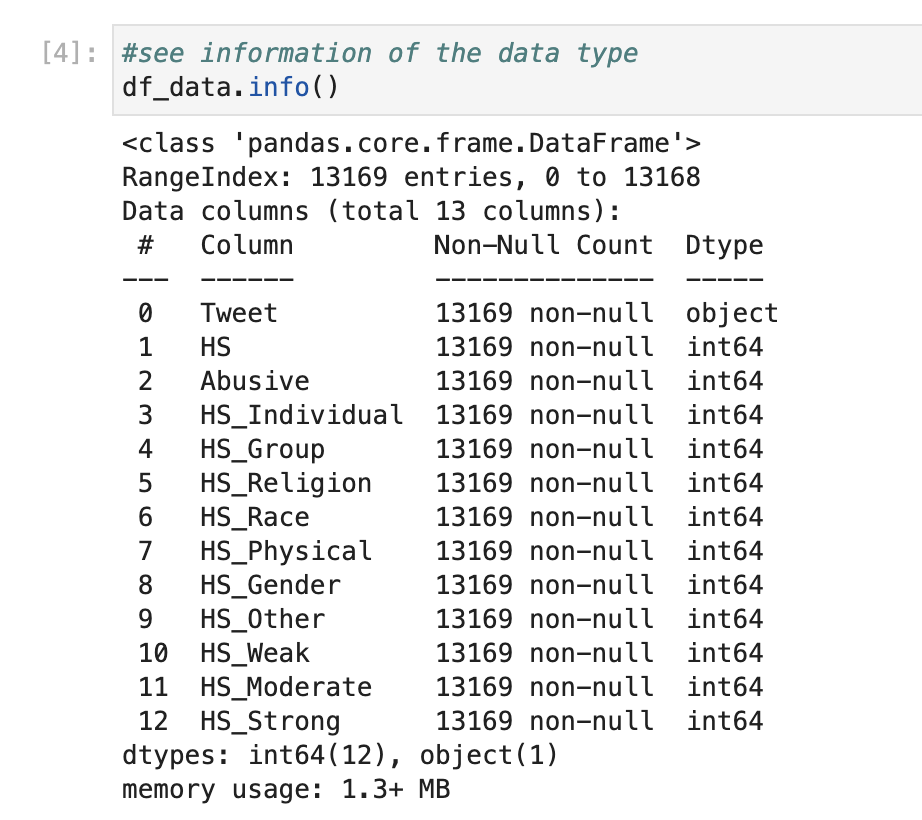 [4]: #see information of the data type
df_data.info()
<class 'pandas.core.frame.DataFrame'>
RangeIndex: 13169 entries, 0 to 13168
Data columns (total 13 columns):
 #   Column         Non-Null Count  Dtype
---  ------         --------------  -----
 0   Tweet          13169 non-null  object
 1   HS             13169 non-null  int64
 2   Abusive        13169 non-null  int64
 3   HS_Individual  13169 non-null  int64
 4   HS_Group       13169 non-null  int64
 5   HS_Religion    13169 non-null  int64
 6   HS_Race        13169 non-null  int64
 7   HS_Physical    13169 non-null  int64
 8   HS_Gender      13169 non-null  int64
 9   HS_Other       13169 non-null  int64
 10  HS_Weak        13169 non-null  int64
 11  HS_Moderate    13169 non-null  int64
 12  HS_Strong      13169 non-null  int64
dtypes: int64(12), object(1)
memory usage: 1.3+ MB